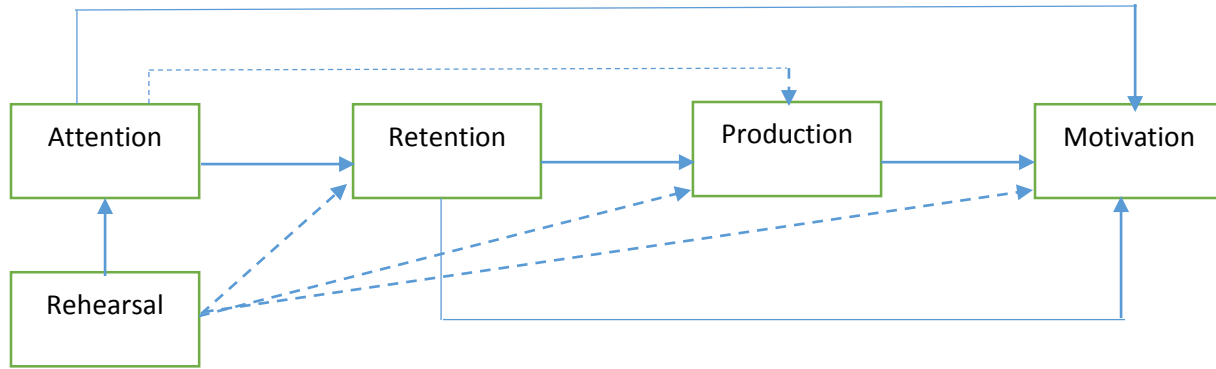 Attention
Retention
Production
Motivation
Rehearsal